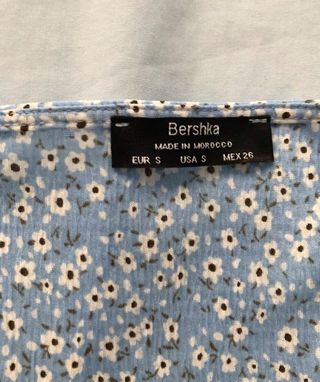 Bershka
MADE IN MOROCCO
EUR S USA S MEX 26